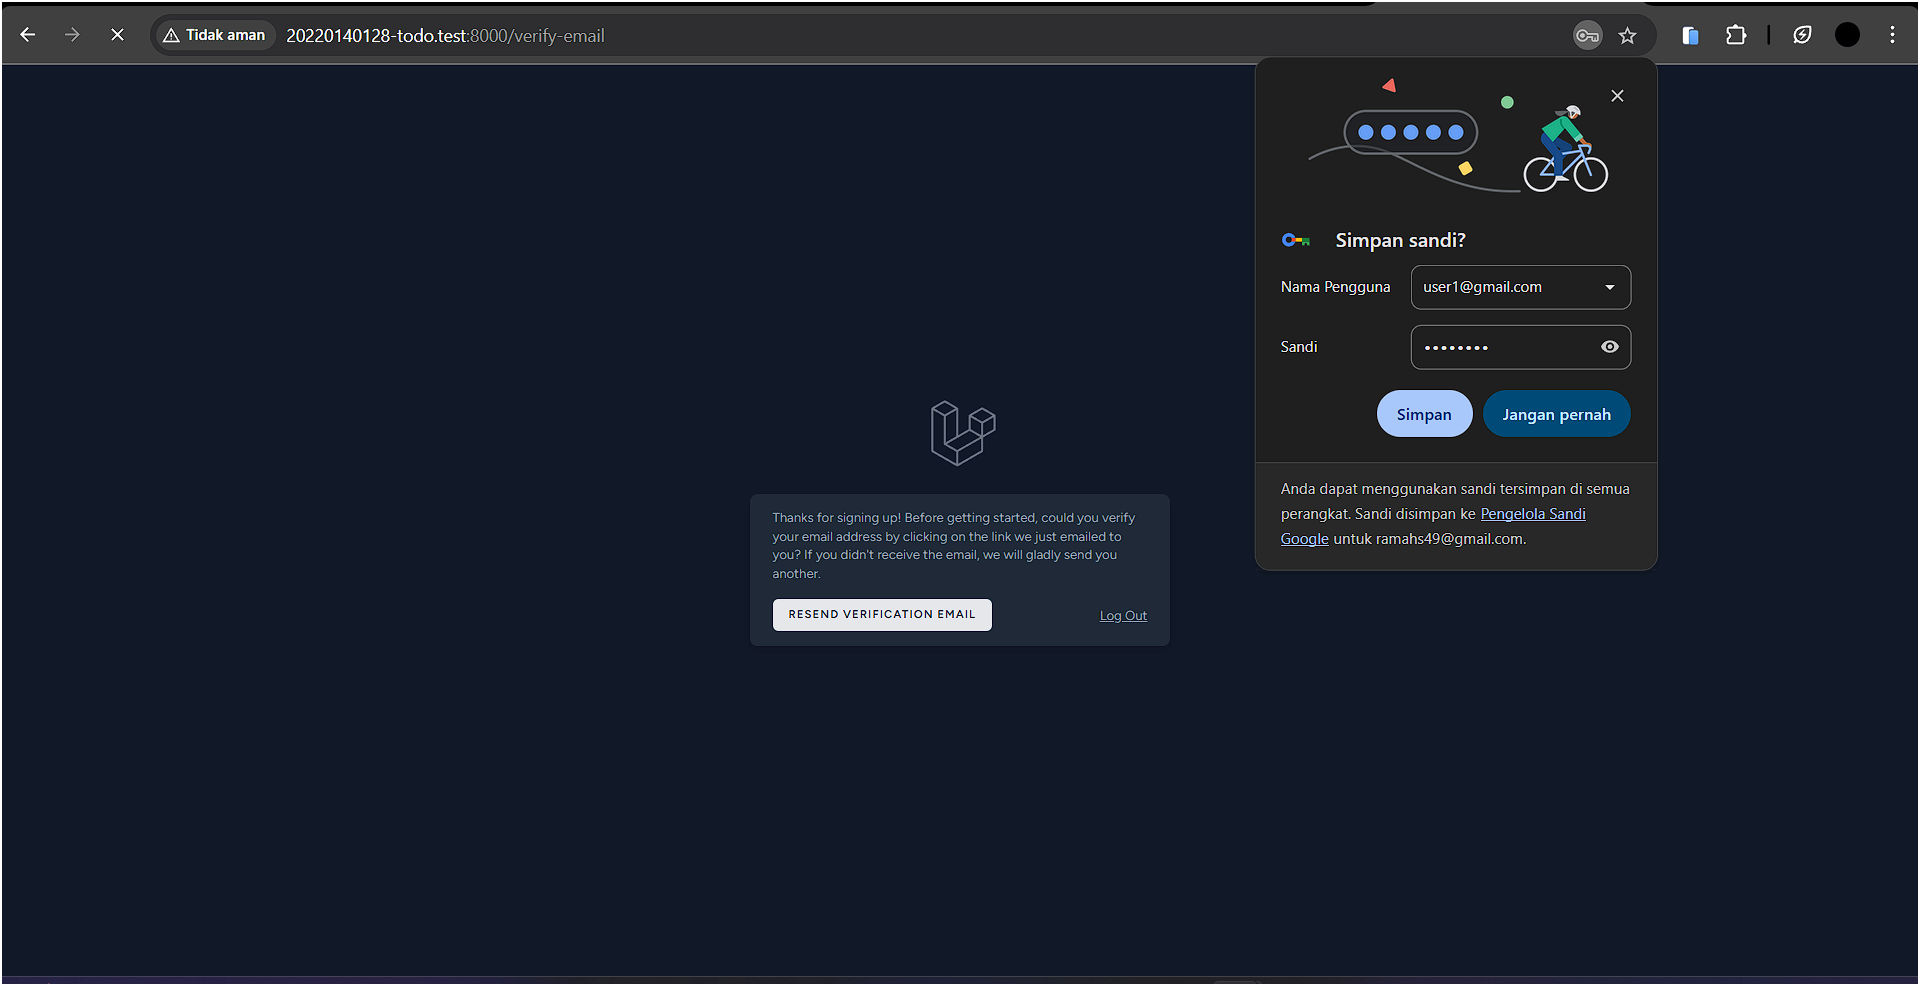 Tidak aman 20220140128-todo.test:8000/verify-email
Simpan sandi?
Nama Pengguna user1@gmail.com
Sandi ••••••••
Simpan Jangan pernah
Anda dapat menggunakan sandi tersimpan di semua
perangkat. Sandi disimpan ke Pengelola Sandi
Google untuk ramahs49@gmail.com.
Thanks for signing up! Before getting started, could you verify
your email address by clicking on the link we just emailed to
you? If you didn't receive the email, we will gladly send you
another.
RESEND VERIFICATION EMAIL Log Out